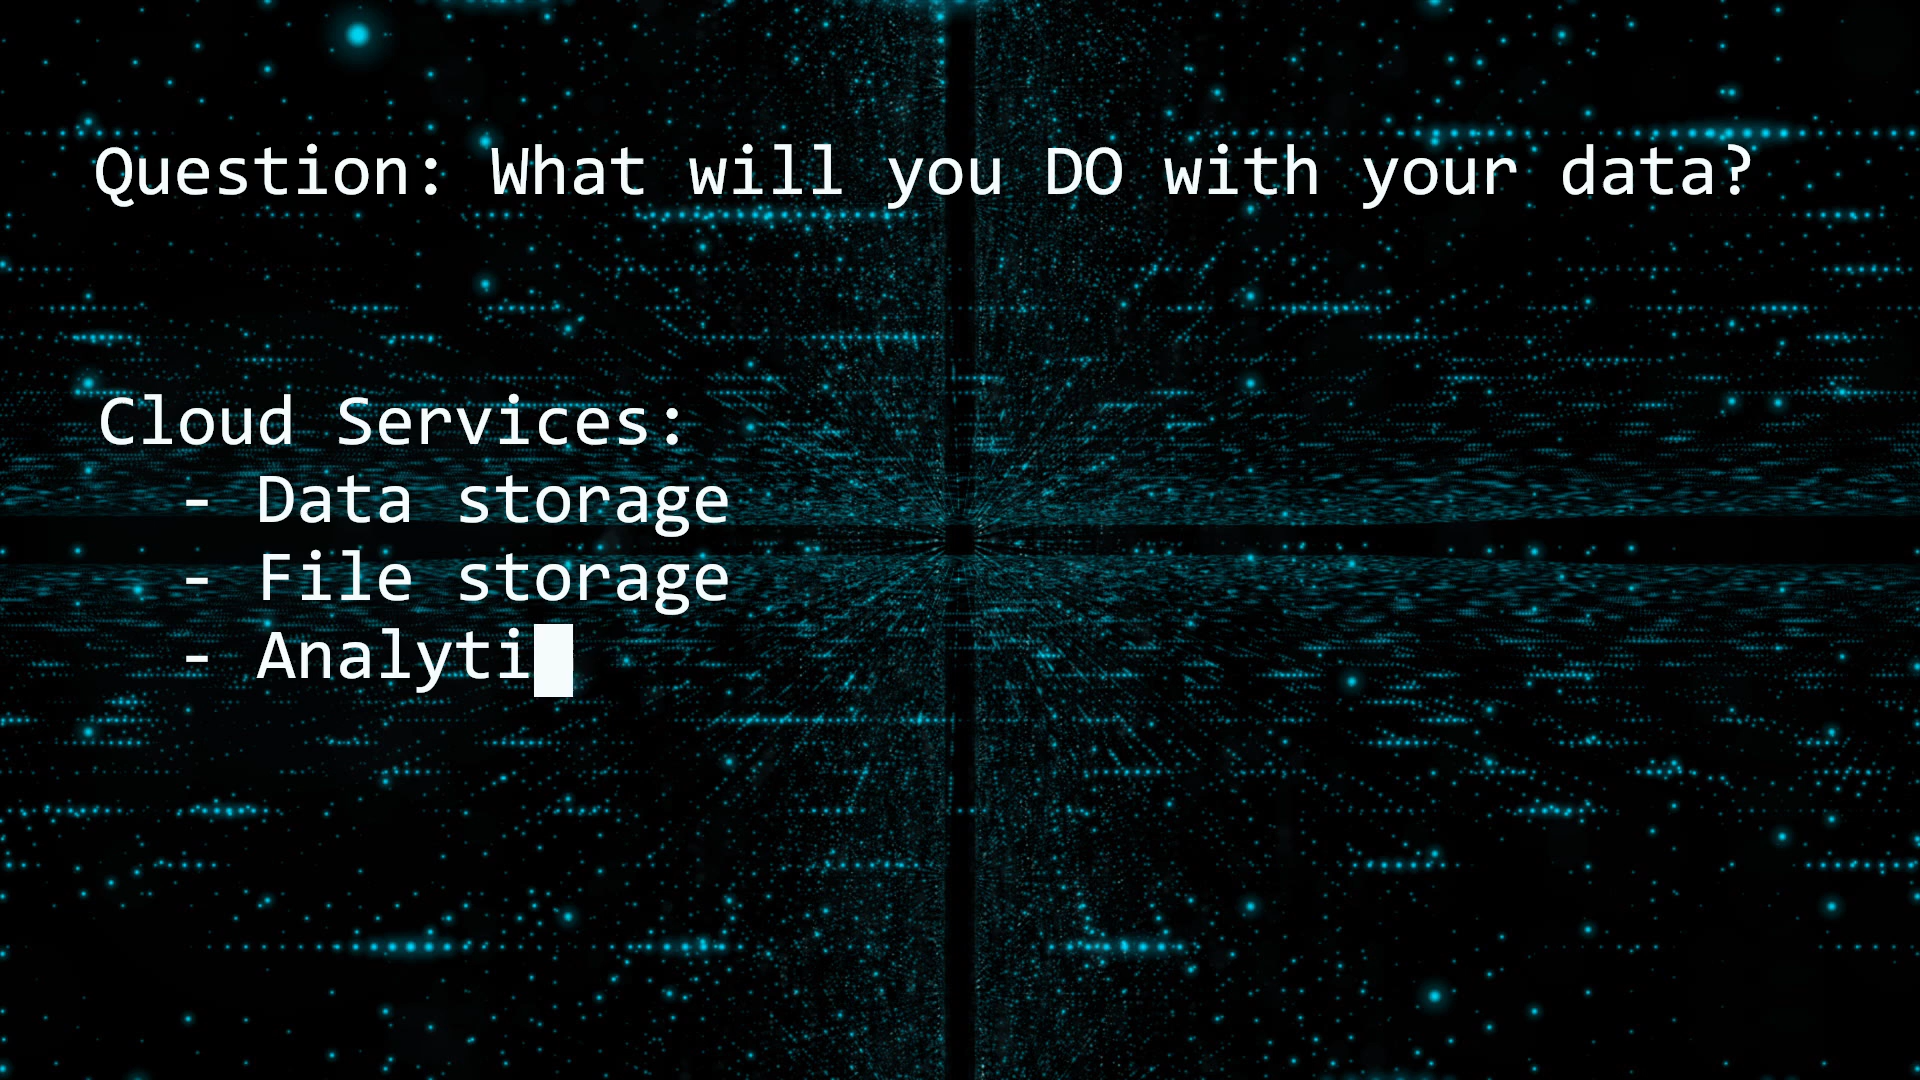 Question: What will you DO with your data?
Cloud Services:
- Data storage
- File storage
- Analyti